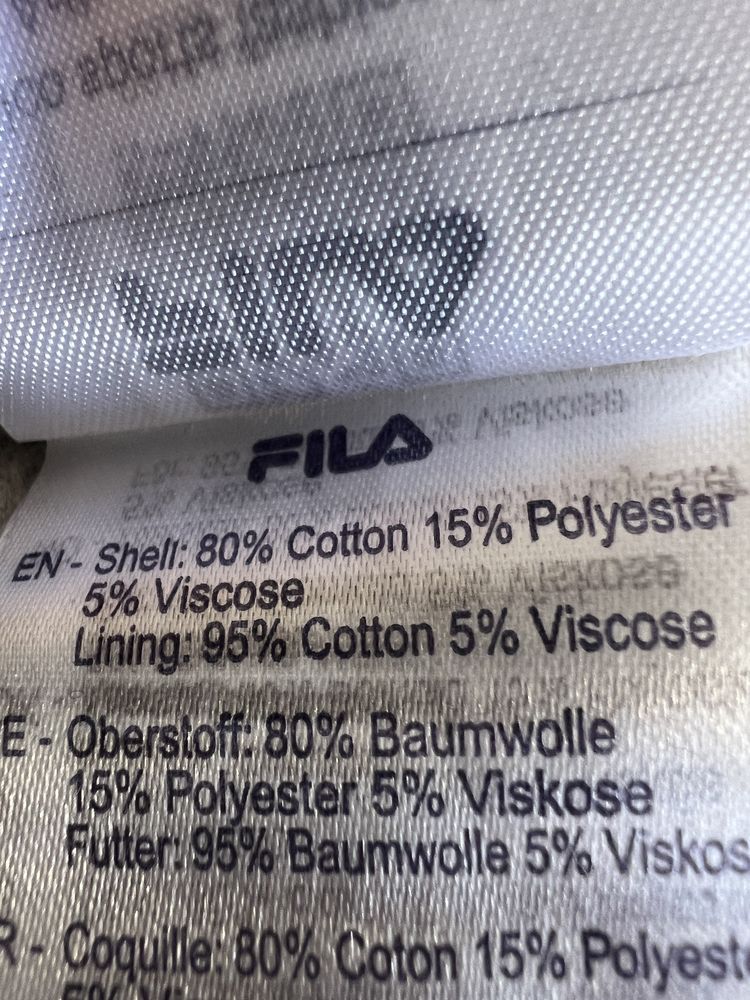 FILA
EN - Shell: 80% Cotton 15% Polyester
5% Viscose
Lining: 95% Cotton 5% Viscose
E - Oberstoff: 80% Baumwolle
15% Polyester 5% Viskose
Futter: 95% Baumwolle 5% Viskos
R - Coquille: 80% Coton 15% Polyest